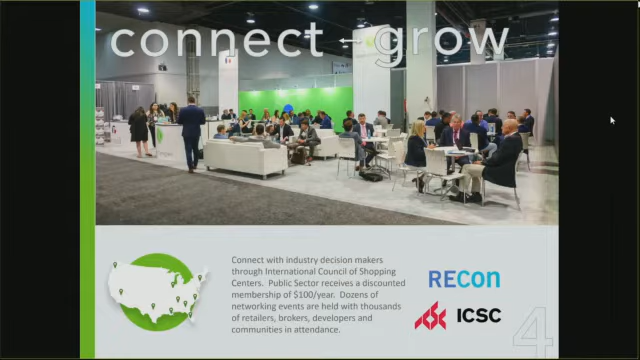 connect → grow
Connect with industry decision makers
through International Council of Shopping
Centers. Public Sector receives a discounted
membership of $100/year. Dozens of
networking events are held with thousands
of retailers, brokers, developers and
communities in attendance.
RECON
ICSC
4